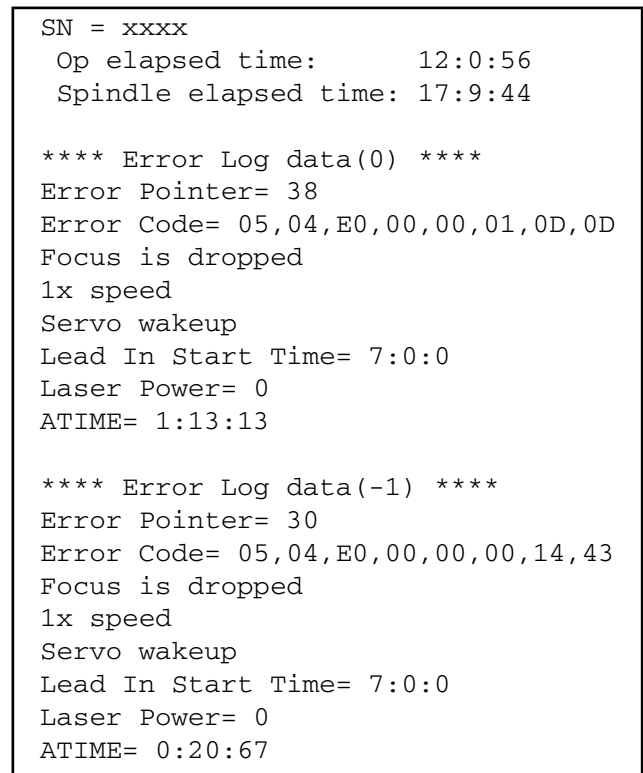 SN = xxxx
Op elapsed time: 12:0:56
Spindle elapsed time: 17:9:44
**** Error Log data(0) ****
Error Pointer= 38
Error Code= 05,04,E0,00,00,01,0D,0D
Focus is dropped
1x speed
Servo wakeup
Lead In Start Time= 7:0:0
Laser Power= 0
ATIME= 1:13:13
**** Error Log data(-1) ****
Error Pointer= 30
Error Code= 05,04,E0,00,00,00,14,43
Focus is dropped
1x speed
Servo wakeup
Lead In Start Time= 7:0:0
Laser Power= 0
ATIME= 0:20:67